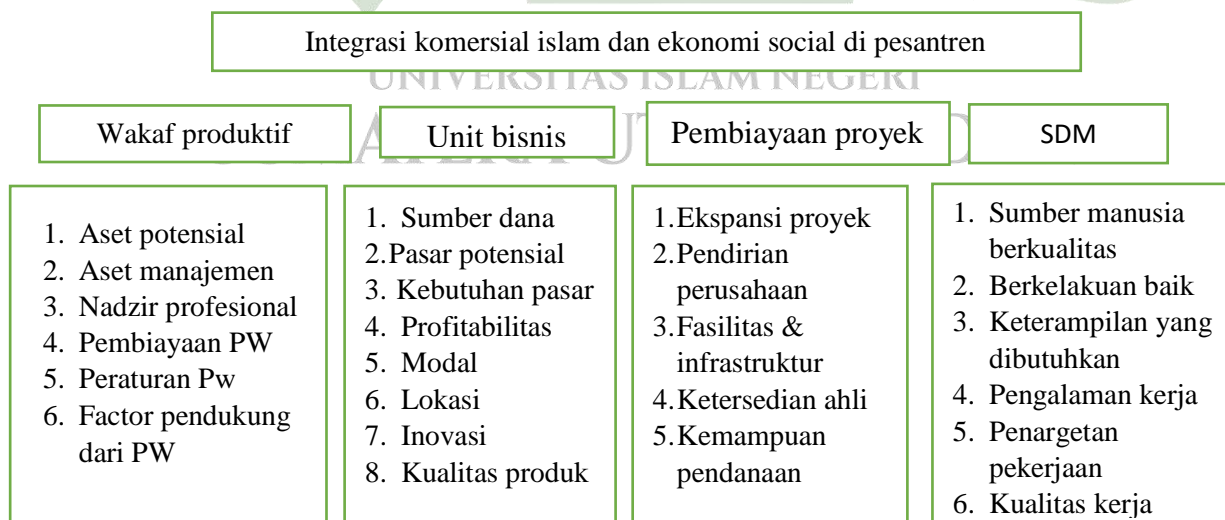 Integrasi komersial islam dan ekonomi social di pesantren
UNIVERSITAS ISLAM NEGERI
Wakaf produktif
Unit bisnis
Pembiayaan proyek
SDM
1. Aset potensial
2. Aset manajemen
3. Nadzir profesional
4. Pembiayaan PW
5. Peraturan Pw
6. Factor pendukung
dari PW
1. Sumber dana
2.Pasar potensial
3. Kebutuhan pasar
4. Profitabilitas
5. Modal
6. Lokasi
7. Inovasi
8. Kualitas produk
1.Ekspansi proyek
2.Pendirian
perusahaan
3.Fasilitas &
infrastruktur
4.Ketersedian ahli
5.Kemampuan
pendanaan
1. Sumber manusia
berkualitas
2. Berkelakuan baik
3. Keterampilan yang
dibutuhkan
4. Pengalaman kerja
5. Penargetan
pekerjaan
6. Kualitas kerja